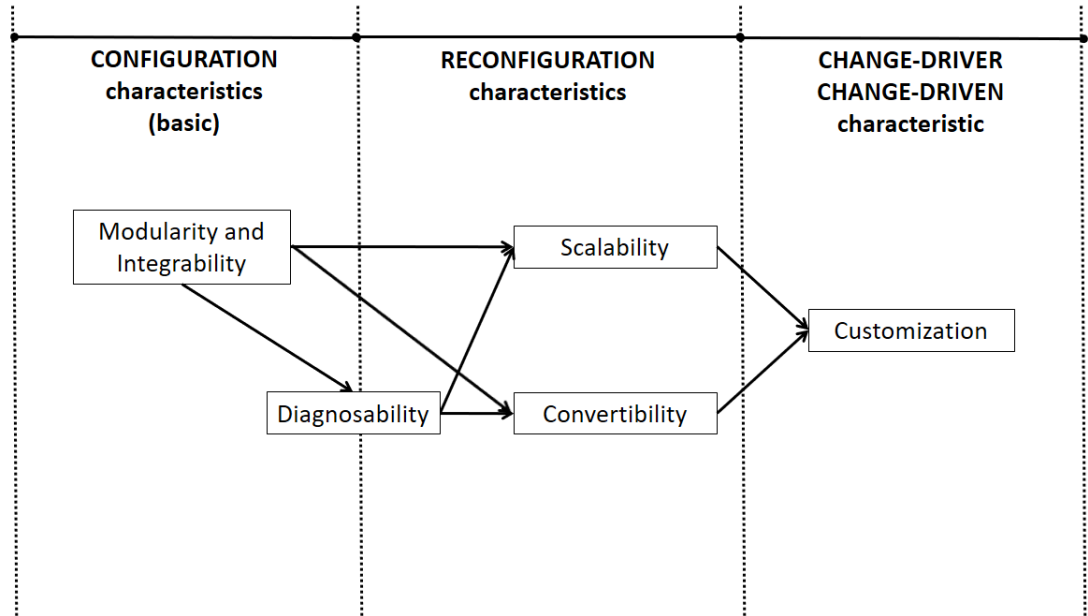 CONFIGURATION
characteristics
(basic)
RECONFIGURATION
characteristics
CHANGE-DRIVER
CHANGE-DRIVEN
characteristic
Modularity and
Integrability
Scalability
Customization
Diagnosability
Convertibility